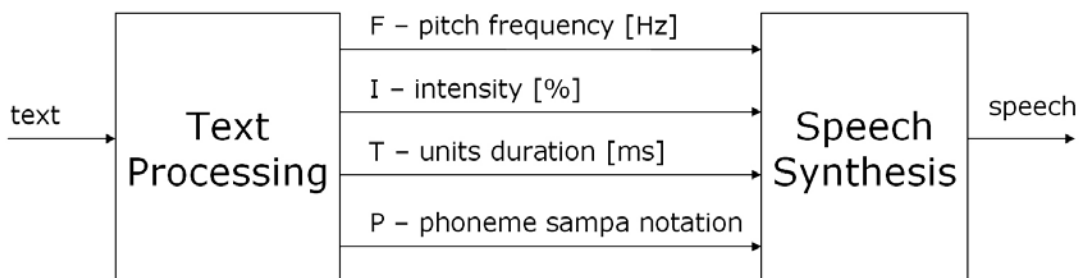 text
Text
Processing
F – pitch frequency [Hz]
I – intensity [%]
T – units duration [ms]
P – phoneme sampa notation
Speech
Synthesis
speech